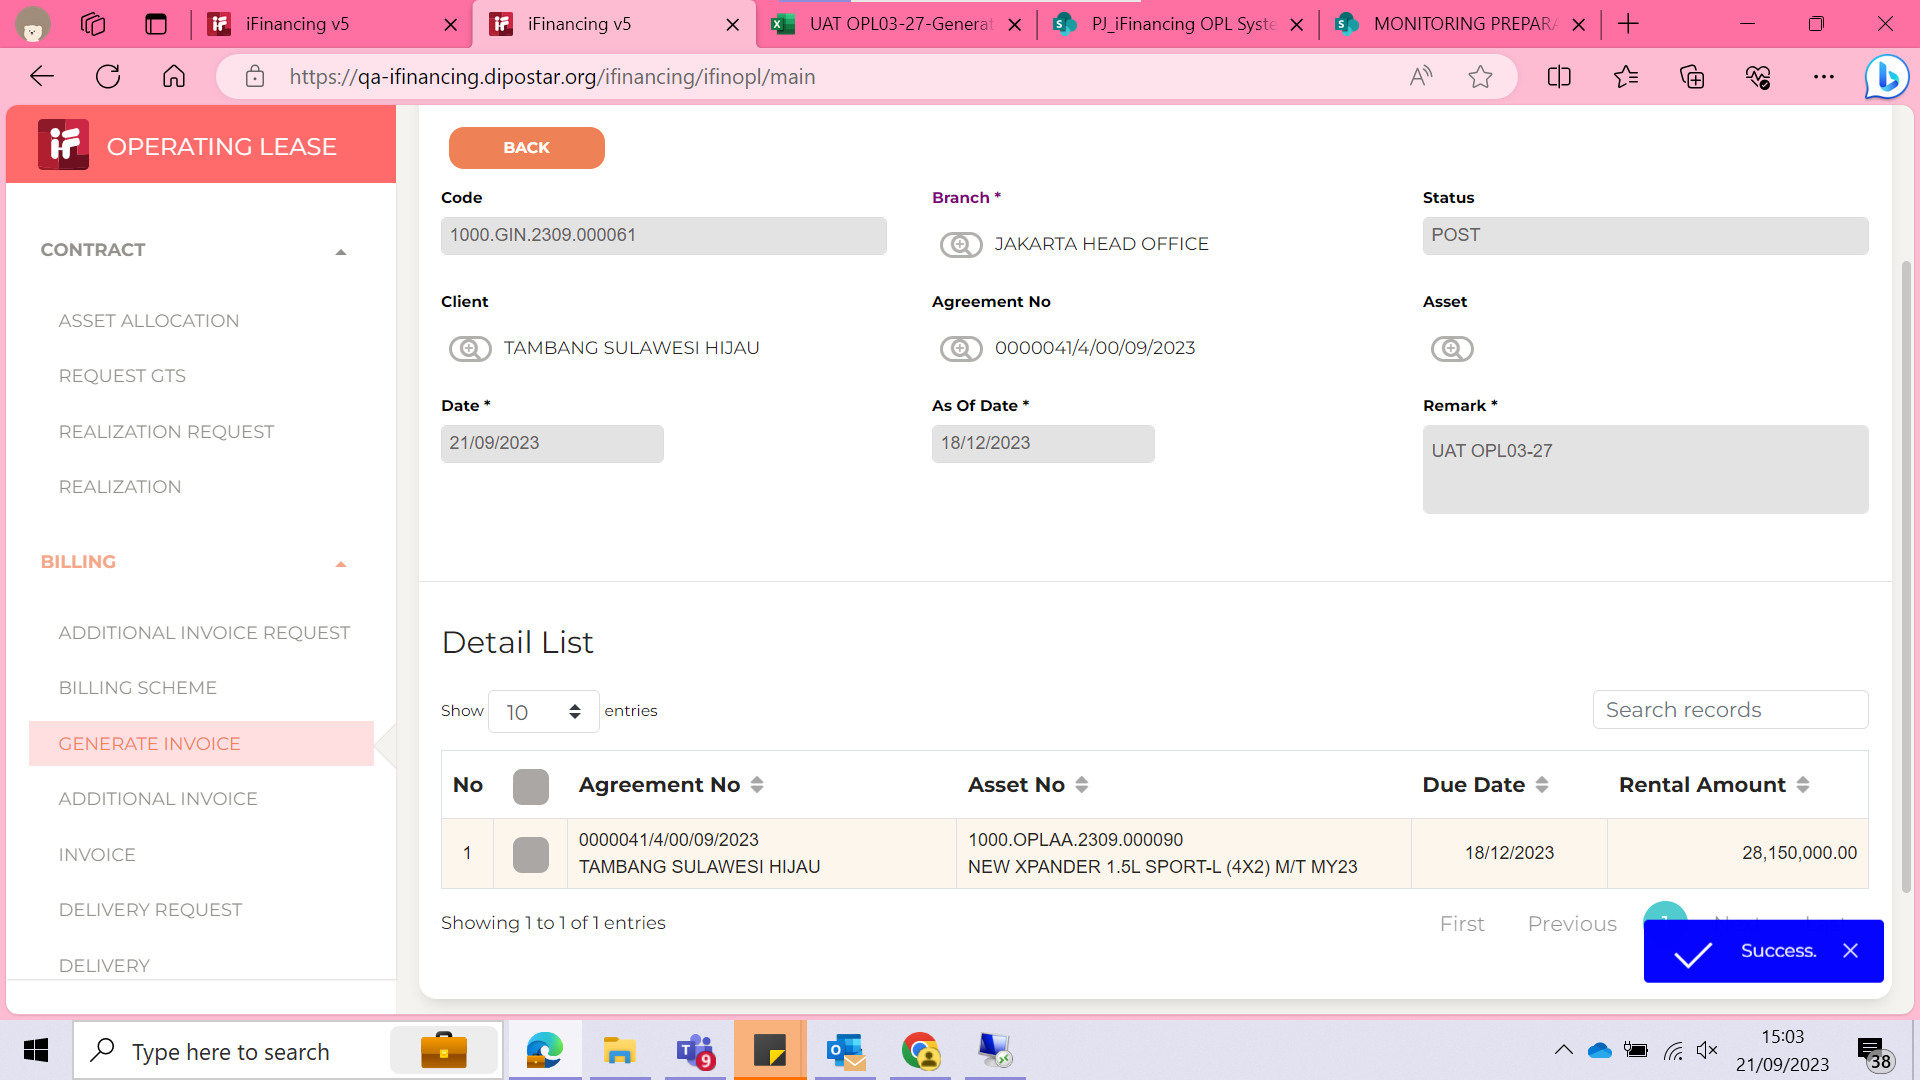 iFinancing v5
iFinancing v5
UAT OPL03-27-Generat
PJ_iFinancing OPL Syste
MONITORING PREPARA
https://qa-ifinancing.dipostar.org/ifinancing/ifinopl/main
iF OPERATING LEASE
CONTRACT
ASSET ALLOCATION
REQUEST GTS
REALIZATION REQUEST
REALIZATION
BILLING
ADDITIONAL INVOICE REQUEST
BILLING SCHEME
GENERATE INVOICE
ADDITIONAL INVOICE
INVOICE
DELIVERY REQUEST
DELIVERY
BACK
Code Branch * Status
1000.GIN.2309.000061 JAKARTA HEAD OFFICE POST
Client Agreement No Asset
TAMBANG SULAWESI HIJAU 0000041/4/00/09/2023
Date * As Of Date * Remark *
21/09/2023 18/12/2023 UAT OPL03-27
Detail List
Show 10 entries Search records
No Agreement No Asset No Due Date Rental Amount
1 0000041/4/00/09/2023 1000.OPLAA.2309.000090 18/12/2023 28,150,000.00
TAMBANG SULAWESI HIJAU NEW XPANDER 1.5L SPORT-L (4X2) M/T MY23
Showing 1 to 1 of 1 entries First Previous
Success.
Type here to search
9
15:03
21/09/2023
38